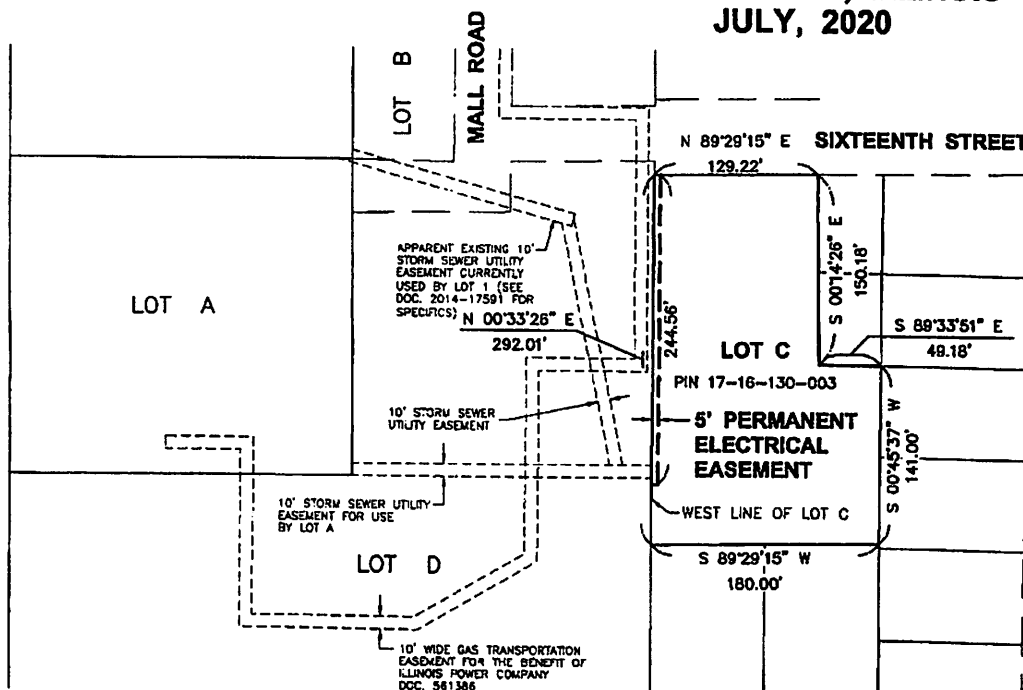 JULY, 2020
LOT B
MALL ROAD
N 89°29'15" E
129.22'
SIXTEENTH STREET
APPARENT EXISTING 10'
STORM SEWER UTILITY
EASEMENT CURRENTLY
USED BY LOT 1 (SEE
DOC. 2014-17591 FOR
SPECIFICS)
N 00°33'26" E
292.01'
LOT A
244.56'
S 00°14'26" E
150.18'
S 89°33'51" E
49.18'
LOT C
PIN 17-16-130-003
5' PERMANENT
ELECTRICAL
EASEMENT
10' STORM SEWER
UTILITY EASEMENT
S 00°45'37" W
141.00'
10' STORM SEWER UTILITY
EASEMENT FOR USE
BY LOT A
WEST LINE OF LOT C
S 89°29'15" W
180.00'
LOT D
10' WIDE GAS TRANSPORTATION
EASEMENT FOR THE BENEFIT OF
ILLINOIS POWER COMPANY
DOC. 561386